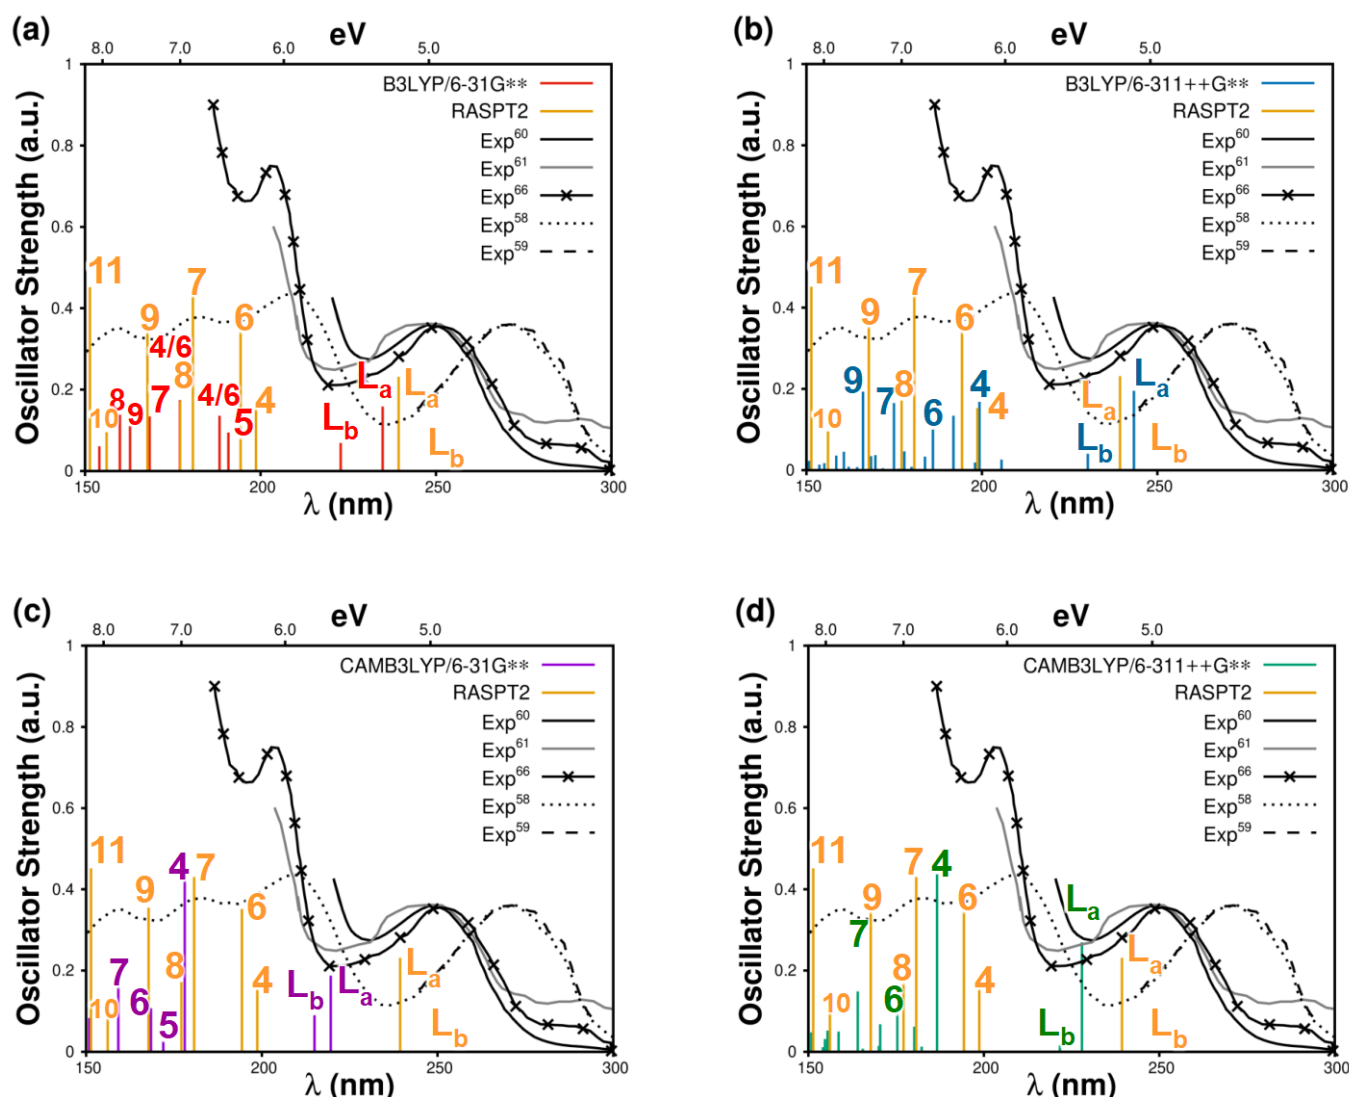 (a)
eV
8.0 7.0 6.0 5.0
Oscillator Strength (a.u.)
1
0.8
0.6
0.4
0.2
0
B3LYP/6-31G**
RASPT2
Exp60
Exp61
Exp66
Exp58
Exp59
11
9
7
6
4/6
8
4/6
4
10
8
9
7
5
La
La
Lb
Lb
150 200 250 300
λ (nm)
(b)
eV
8.0 7.0 6.0 5.0
Oscillator Strength (a.u.)
1
0.8
0.6
0.4
0.2
0
B3LYP/6-311++G**
RASPT2
Exp60
Exp61
Exp66
Exp58
Exp59
11
9
7
6
9
8
4
4
10
7
6
La
La
Lb
Lb
150 200 250 300
λ (nm)
(c)
eV
8.0 7.0 6.0 5.0
Oscillator Strength (a.u.)
1
0.8
0.6
0.4
0.2
0
CAMB3LYP/6-31G**
RASPT2
Exp60
Exp61
Exp66
Exp58
Exp59
11
4
7
9
6
7
8
4
10
6
5
Lb
La
La
Lb
150 200 250 300
λ (nm)
(d)
eV
8.0 7.0 6.0 5.0
Oscillator Strength (a.u.)
1
0.8
0.6
0.4
0.2
0
CAMB3LYP/6-311++G**
RASPT2
Exp60
Exp61
Exp66
Exp58
Exp59
11
7
4
9
6
7
8
4
10
6
La
La
Lb
Lb
150 200 250 300
λ (nm)